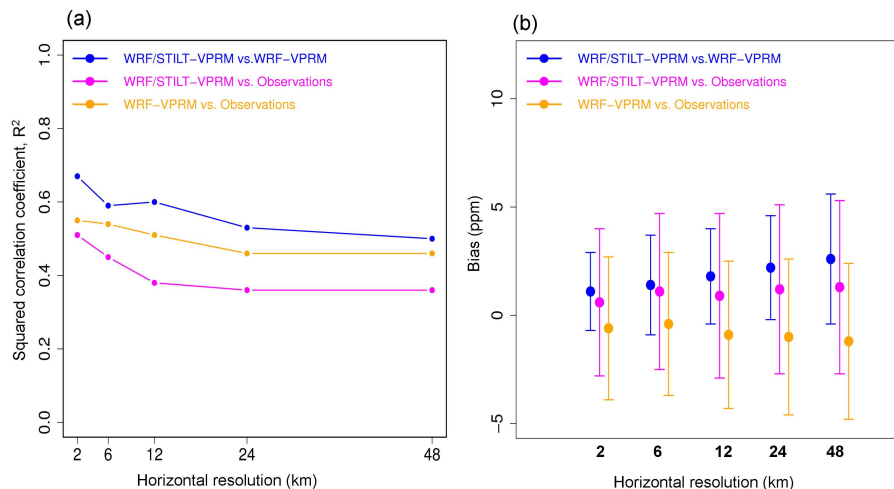 (a)
WRF/STILT−VPRM vs.WRF−VPRM
WRF/STILT−VPRM vs. Observations
WRF−VPRM vs. Observations
Squared correlation coefficient, R²
1.0
0.8
0.6
0.4
0.2
0.0
2 6 12 24 48
Horizontal resolution (km)
(b)
WRF/STILT−VPRM vs.WRF−VPRM
WRF/STILT−VPRM vs. Observations
WRF−VPRM vs. Observations
Bias (ppm)
10
5
0
−5
2 6 12 24 48
Horizontal resolution (km)